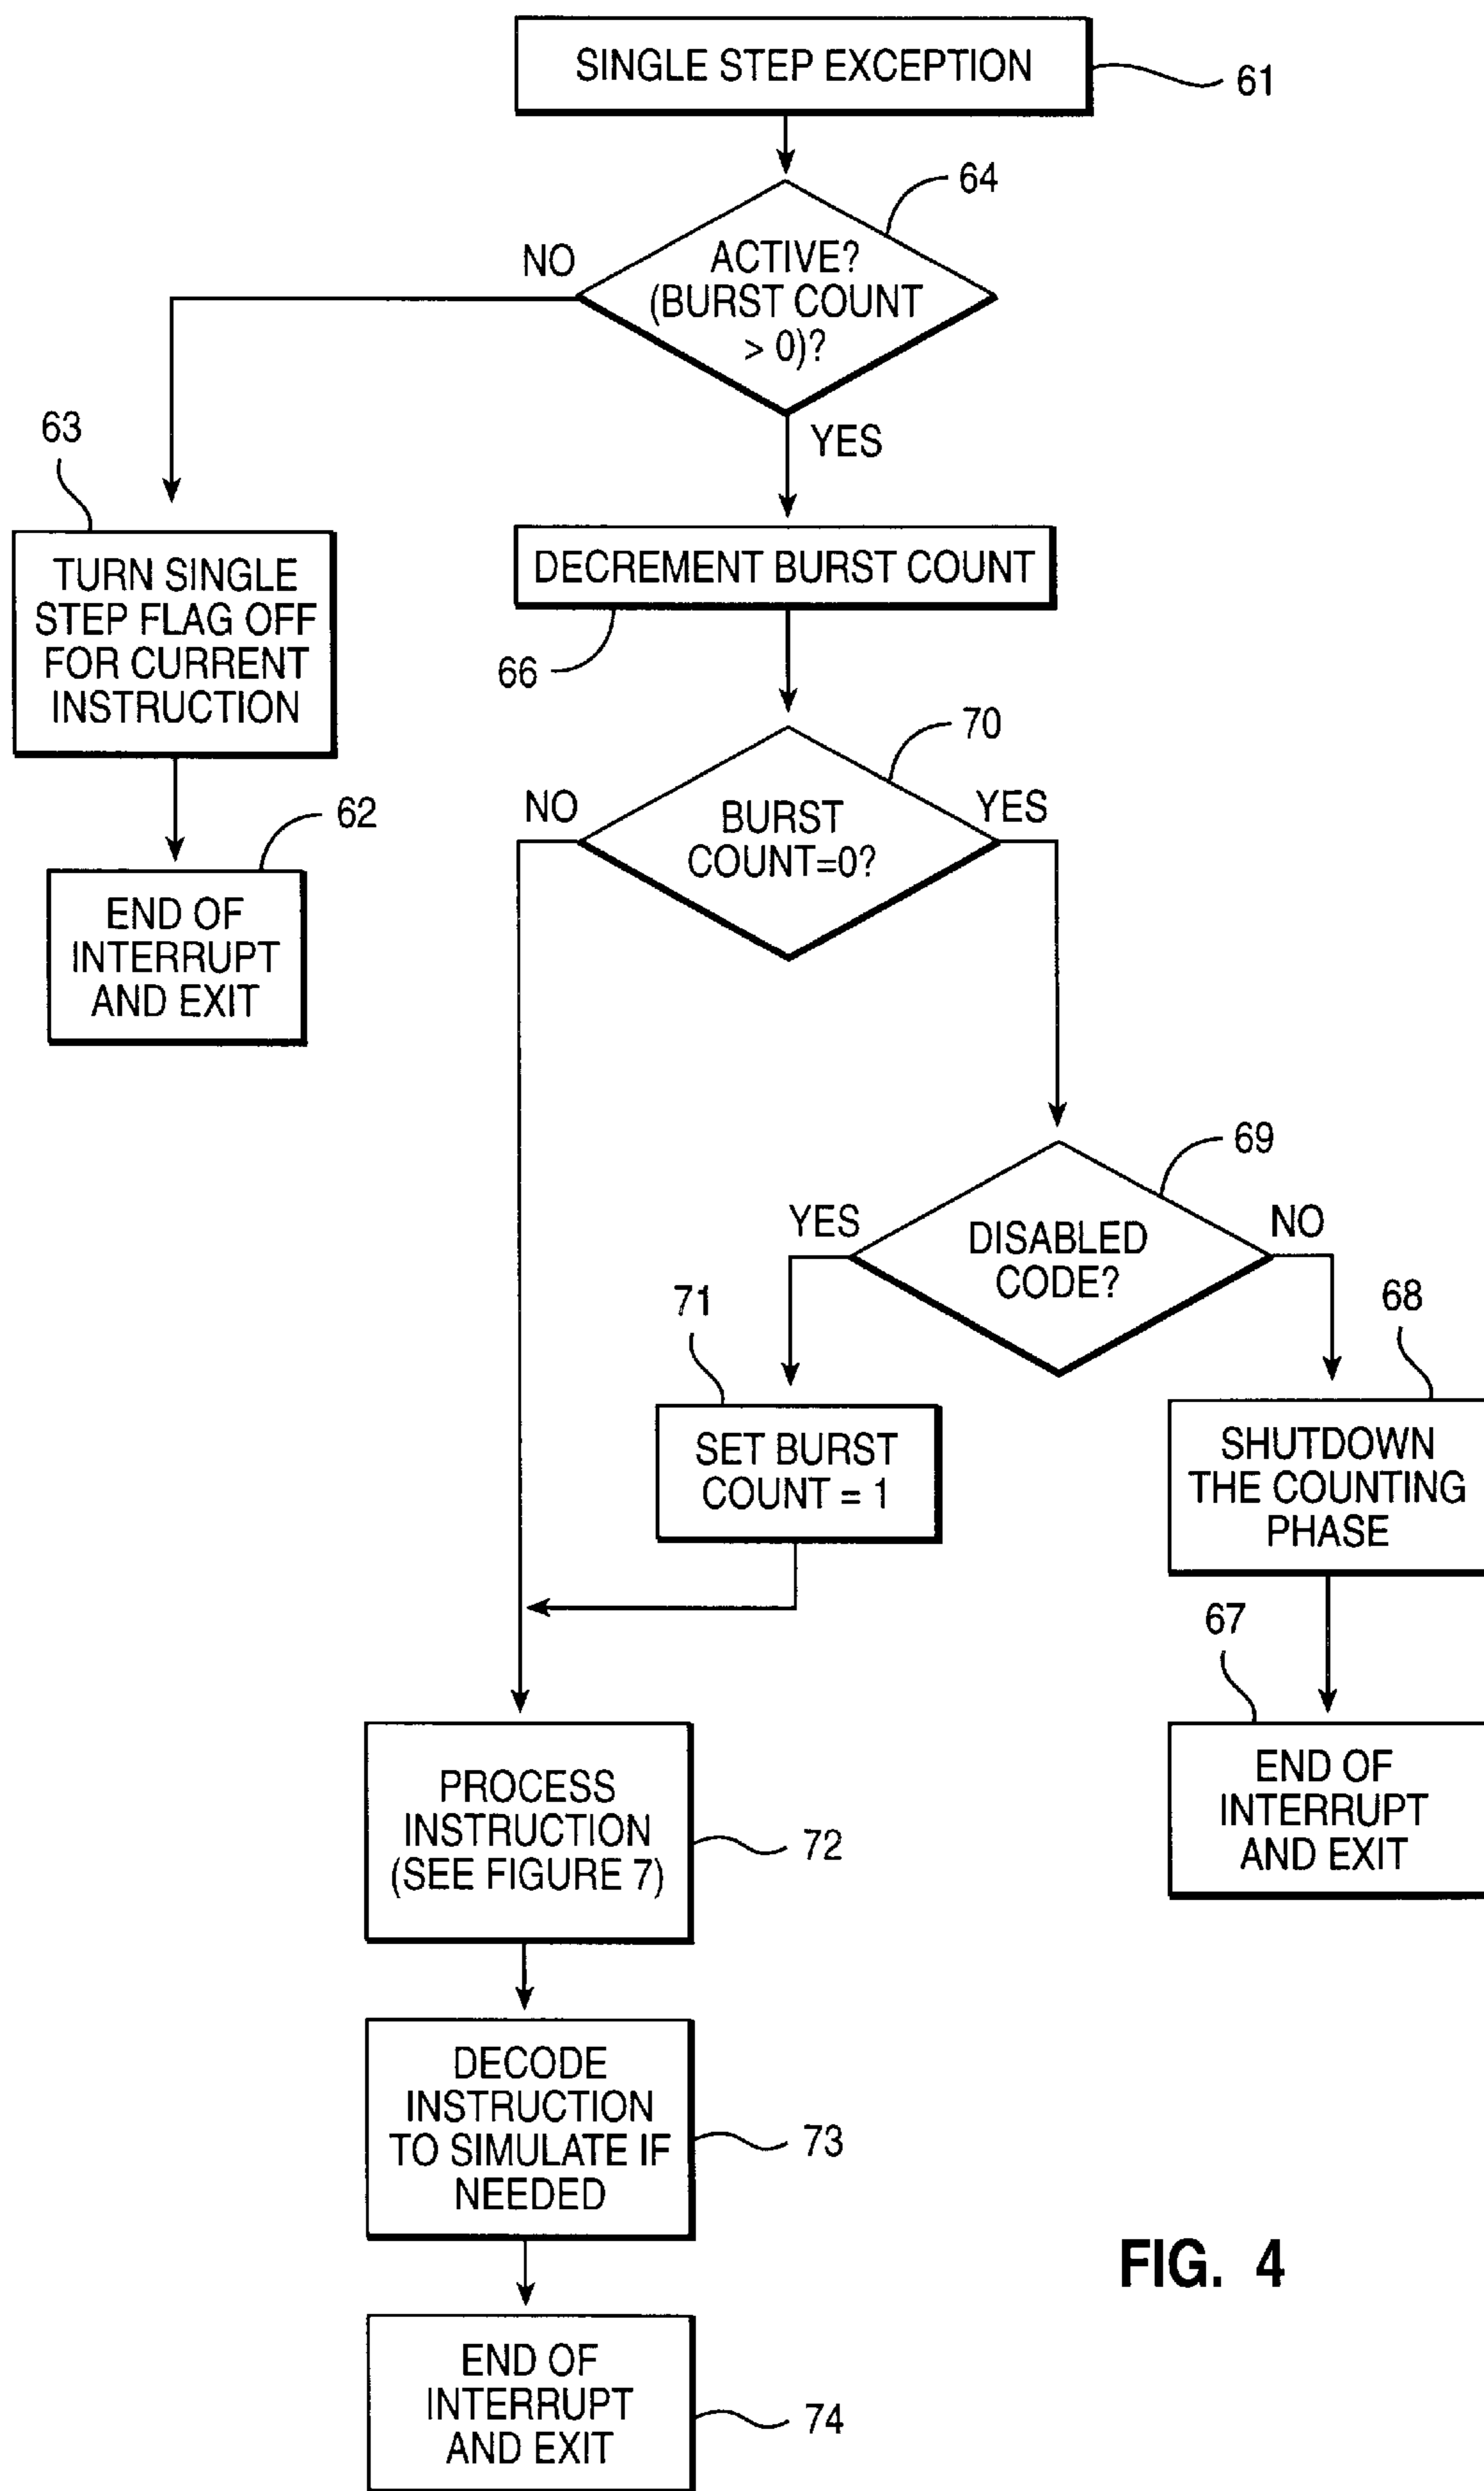 SINGLE STEP EXCEPTION
61
64
ACTIVE?
(BURST COUNT
> 0)?
NO
YES
63
TURN SINGLE
STEP FLAG OFF
FOR CURRENT
INSTRUCTION
DECREMENT BURST COUNT
66
62
END OF
INTERRUPT
AND EXIT
70
NO
BURST
COUNT=0?
YES
69
YES
DISABLED
CODE?
NO
71
SET BURST
COUNT = 1
68
SHUTDOWN
THE COUNTING
PHASE
67
END OF
INTERRUPT
AND EXIT
PROCESS
INSTRUCTION
(SEE FIGURE 7)
72
DECODE
INSTRUCTION
TO SIMULATE IF
NEEDED
73
END OF
INTERRUPT
AND EXIT
74
FIG. 4